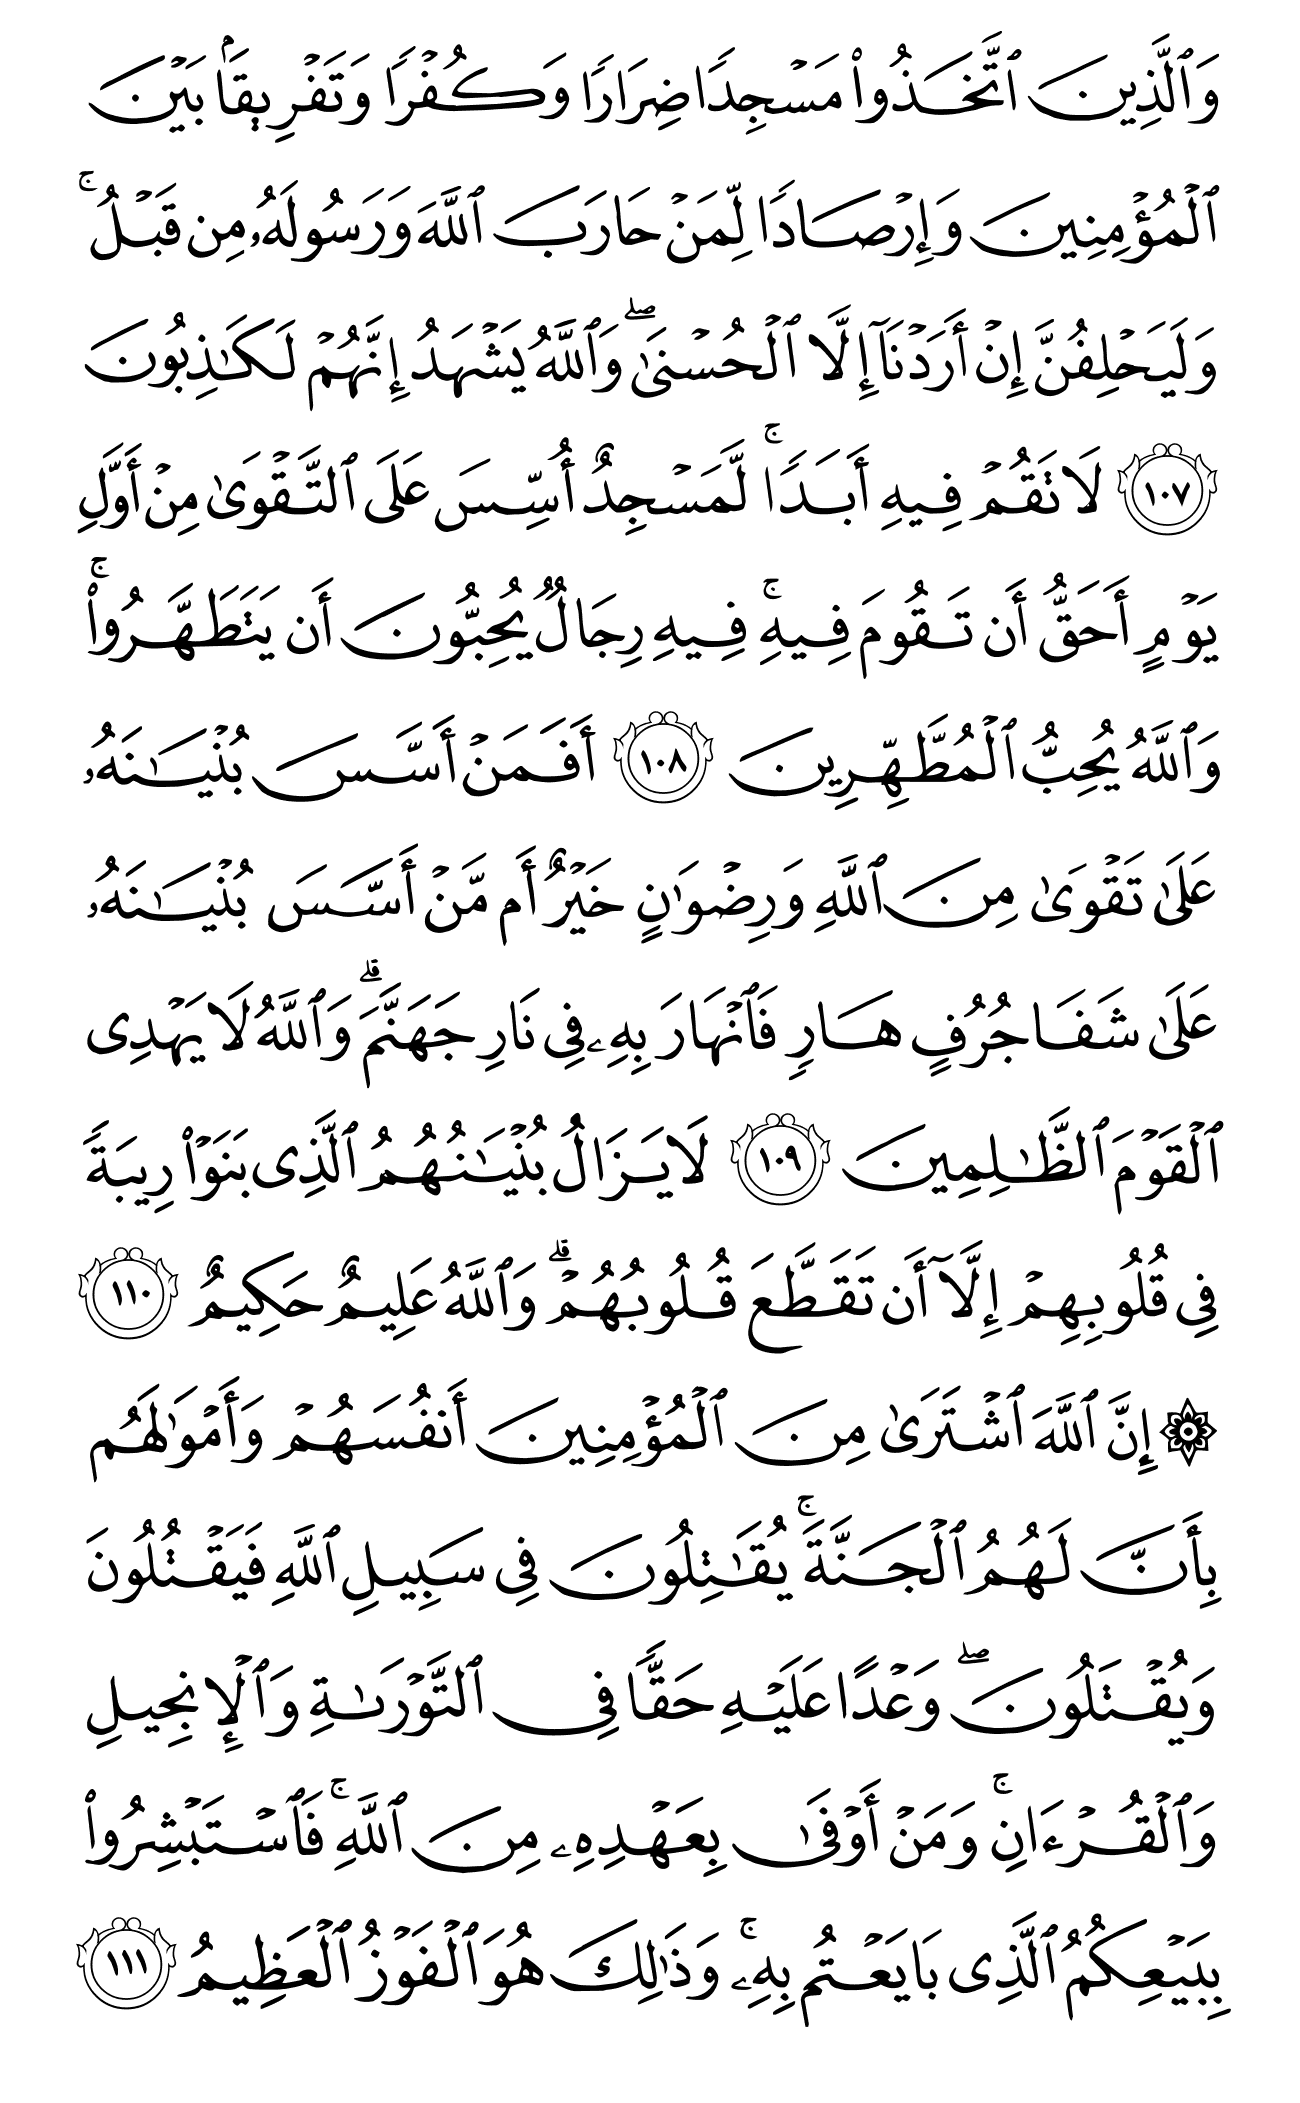 وَٱلَّذِينَ ٱتَّخَذُوا۟ مَسْجِدًا ضِرَارًا وَكُفْرًا وَتَفْرِيقًۢا بَيْنَ
ٱلْمُؤْمِنِينَ وَإِرْصَادًا لِّمَنْ حَارَبَ ٱللَّهَ وَرَسُولَهُۥ مِن قَبْلُ ۚ
وَلَيَحْلِفُنَّ إِنْ أَرَدْنَآ إِلَّا ٱلْحُسْنَىٰ ۖ وَٱللَّهُ يَشْهَدُ إِنَّهُمْ لَكَـٰذِبُونَ
١٠٧ لَا تَقُمْ فِيهِ أَبَدًا ۚ لَّمَسْجِدٌ أُسِّسَ عَلَى ٱلتَّقْوَىٰ مِنْ أَوَّلِ
يَوْمٍ أَحَقُّ أَن تَقُومَ فِيهِ ۚ فِيهِ رِجَالٌ يُحِبُّونَ أَن يَتَطَهَّرُوا۟ ۚ
وَٱللَّهُ يُحِبُّ ٱلْمُطَّهِّرِينَ ١٠٨ أَفَمَنْ أَسَّسَ بُنْيَـٰنَهُۥ
عَلَىٰ تَقْوَىٰ مِنَ ٱللَّهِ وَرِضْوَٰنٍ خَيْرٌ أَم مَّنْ أَسَّسَ بُنْيَـٰنَهُۥ
عَلَىٰ شَفَا جُرُفٍ هَارٍ فَٱنْهَارَ بِهِۦ فِى نَارِ جَهَنَّمَ ۗ وَٱللَّهُ لَا يَهْدِى
ٱلْقَوْمَ ٱلظَّـٰلِمِينَ ١٠٩ لَا يَزَالُ بُنْيَـٰنُهُمُ ٱلَّذِى بَنَوْا۟ رِيبَةً
فِى قُلُوبِهِمْ إِلَّآ أَن تَقَطَّعَ قُلُوبُهُمْ ۗ وَٱللَّهُ عَلِيمٌ حَكِيمٌ ١١٠
۞ إِنَّ ٱللَّهَ ٱشْتَرَىٰ مِنَ ٱلْمُؤْمِنِينَ أَنفُسَهُمْ وَأَمْوَٰلَهُم
بِأَنَّ لَهُمُ ٱلْجَنَّةَ ۚ يُقَـٰتِلُونَ فِى سَبِيلِ ٱللَّهِ فَيَقْتُلُونَ
وَيُقْتَلُونَ ۖ وَعْدًا عَلَيْهِ حَقًّا فِى ٱلتَّوْرَىٰةِ وَٱلْإِنجِيلِ
وَٱلْقُرْءَانِ ۚ وَمَنْ أَوْفَىٰ بِعَهْدِهِۦ مِنَ ٱللَّهِ ۚ فَٱسْتَبْشِرُوا۟
بِبَيْعِكُمُ ٱلَّذِى بَايَعْتُم بِهِۦ ۚ وَذَٰلِكَ هُوَ ٱلْفَوْزُ ٱلْعَظِيمُ ١١١